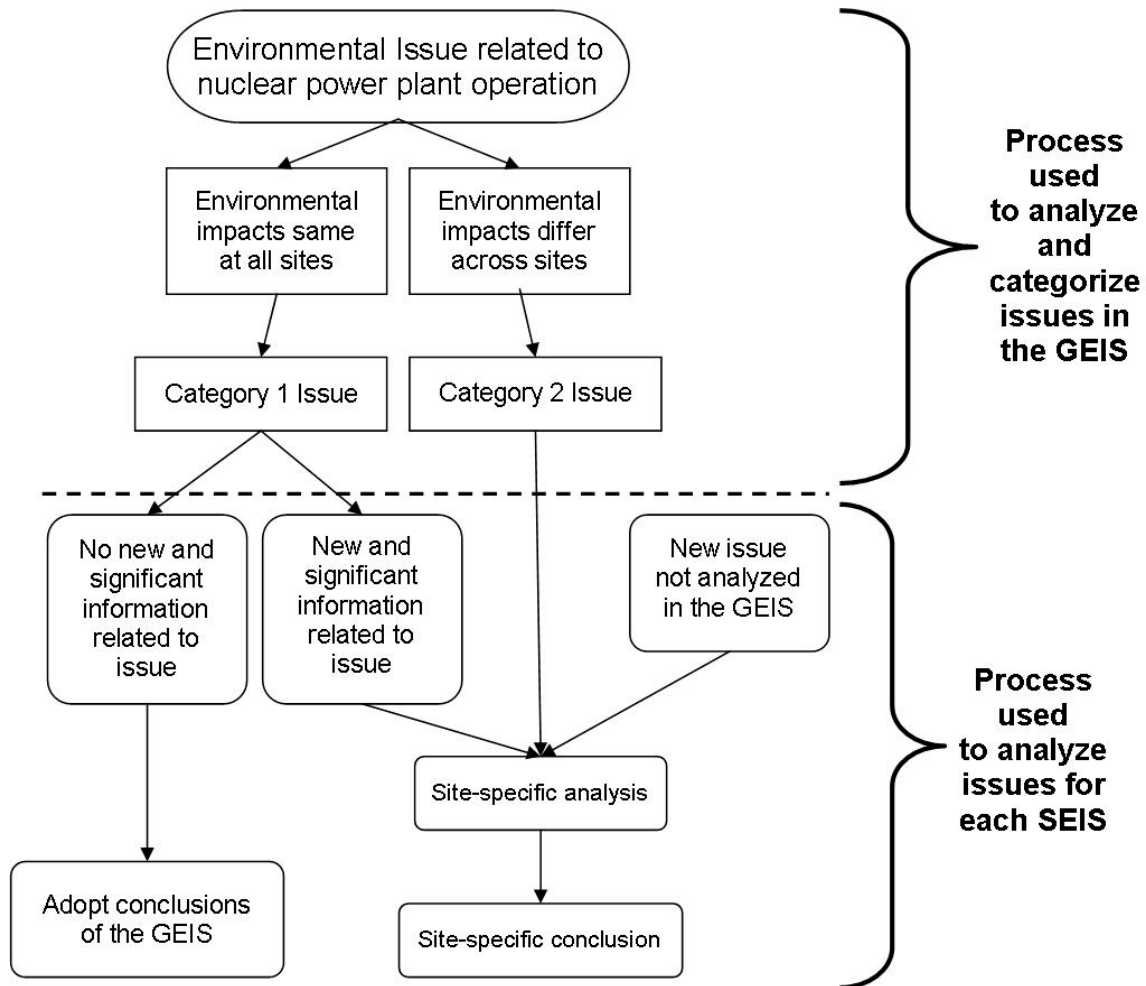 Environmental Issue related to
nuclear power plant operation
Environmental
impacts same
at all sites
Environmental
impacts differ
across sites
Process
used
to analyze
and
categorize
issues in
the GEIS
Category 1 Issue
Category 2 Issue
No new and
significant
information
related to
issue
New and
significant
information
related to
issue
New issue
not analyzed
in the GEIS
Process
used
to analyze
issues for
each SEIS
Site-specific analysis
Adopt conclusions
of the GEIS
Site-specific conclusion